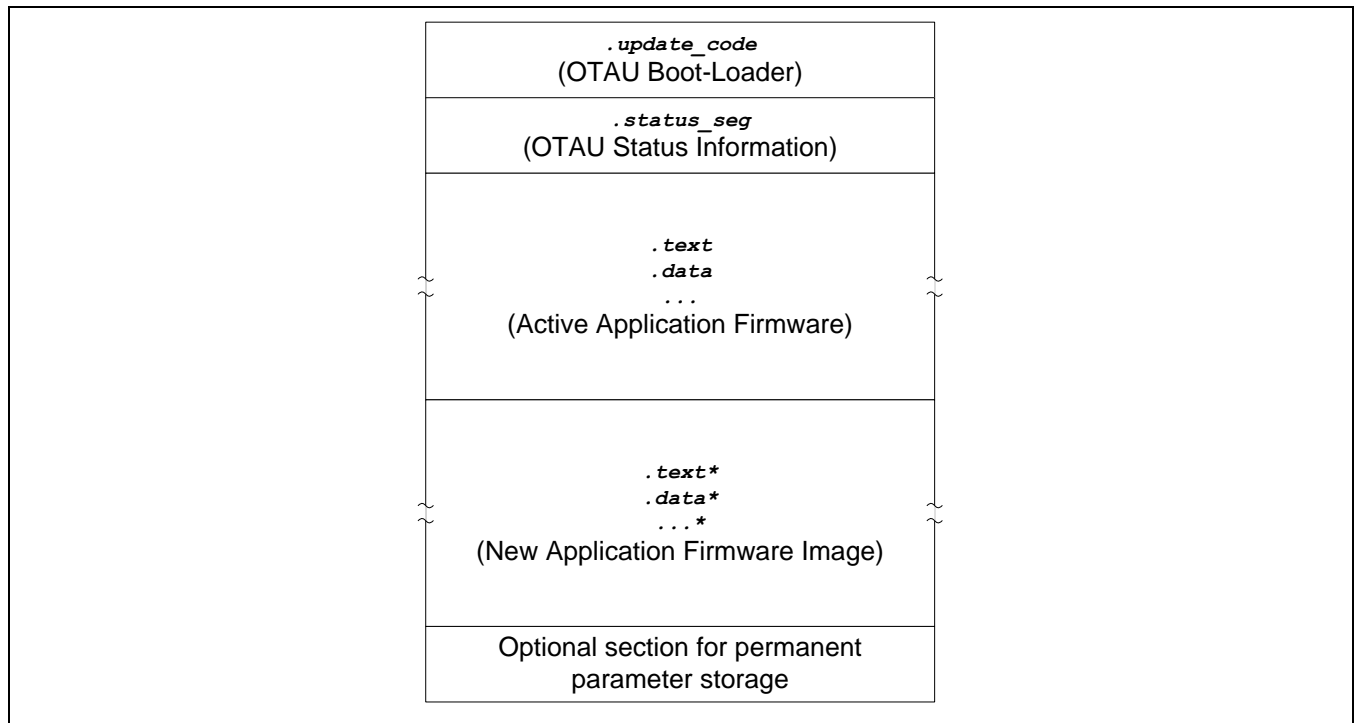 .update_code
(OTAU Boot-Loader)
.status_seg
(OTAU Status Information)
.text
.data
...
(Active Application Firmware)
.text*
.data*
...*
(New Application Firmware Image)
Optional section for permanent
parameter storage